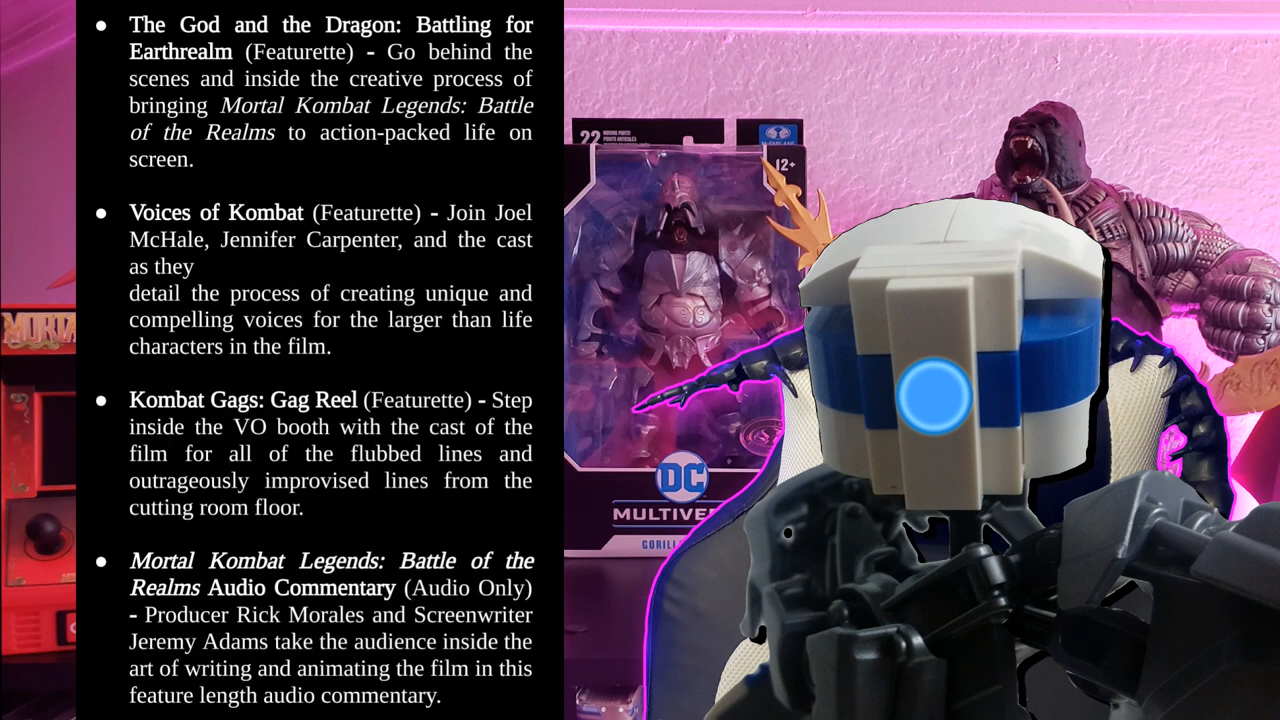 ● The God and the Dragon: Battling for
Earthrealm (Featurette) - Go behind the
scenes and inside the creative process of
bringing Mortal Kombat Legends: Battle
of the Realms to action-packed life on
screen.
● Voices of Kombat (Featurette) - Join Joel
McHale, Jennifer Carpenter, and the cast
as they
detail the process of creating unique and
compelling voices for the larger than life
characters in the film.
● Kombat Gags: Gag Reel (Featurette) - Step
inside the VO booth with the cast of the
film for all of the flubbed lines and
outrageously improvised lines from the
cutting room floor.
● Mortal Kombat Legends: Battle of the
Realms Audio Commentary (Audio Only)
- Producer Rick Morales and Screenwriter
Jeremy Adams take the audience inside the
art of writing and animating the film in this
feature length audio commentary.
22
12+
DC